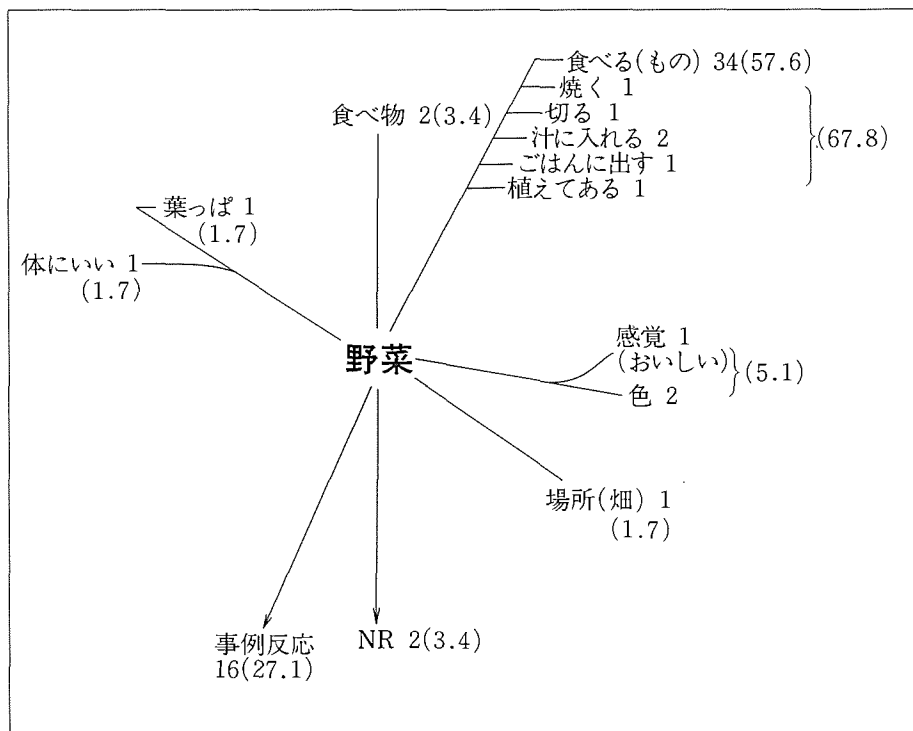 食べる(もの) 34(57.6)
焼く 1
切る 1
汁に入れる 2
ごはんに出す 1
植えてある 1
(67.8)
食べ物 2(3.4)
葉っぱ 1
(1.7)
体にいい 1
(1.7)
野菜
感覚 1
(おいしい)
色 2
(5.1)
場所(畑) 1
(1.7)
事例反応
16(27.1)
NR 2(3.4)